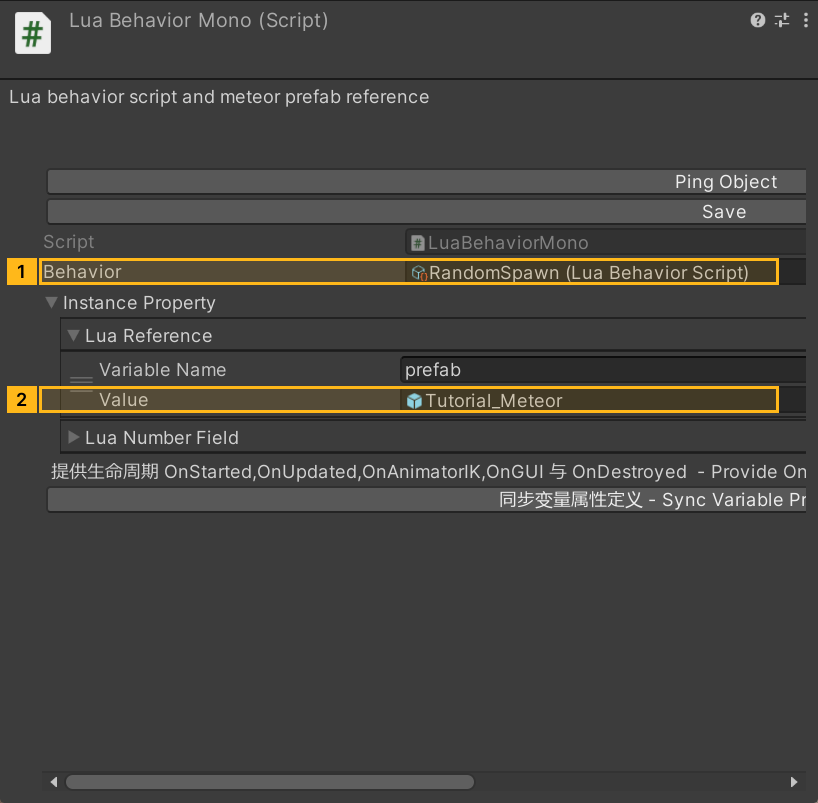 Lua Behavior Mono (Script)
Lua behavior script and meteor prefab reference
Ping Object
Save
Script LuaBehaviorMono
1 Behavior RandomSpawn (Lua Behavior Script)
Instance Property
Lua Reference
Variable Name prefab
2 Value Tutorial_Meteor
Lua Number Field
提供生命周期 OnStarted,OnUpdated,OnAnimatorIK,OnGUI 与 OnDestroyed - Provide On
同步变量属性定义 - Sync Variable Pr